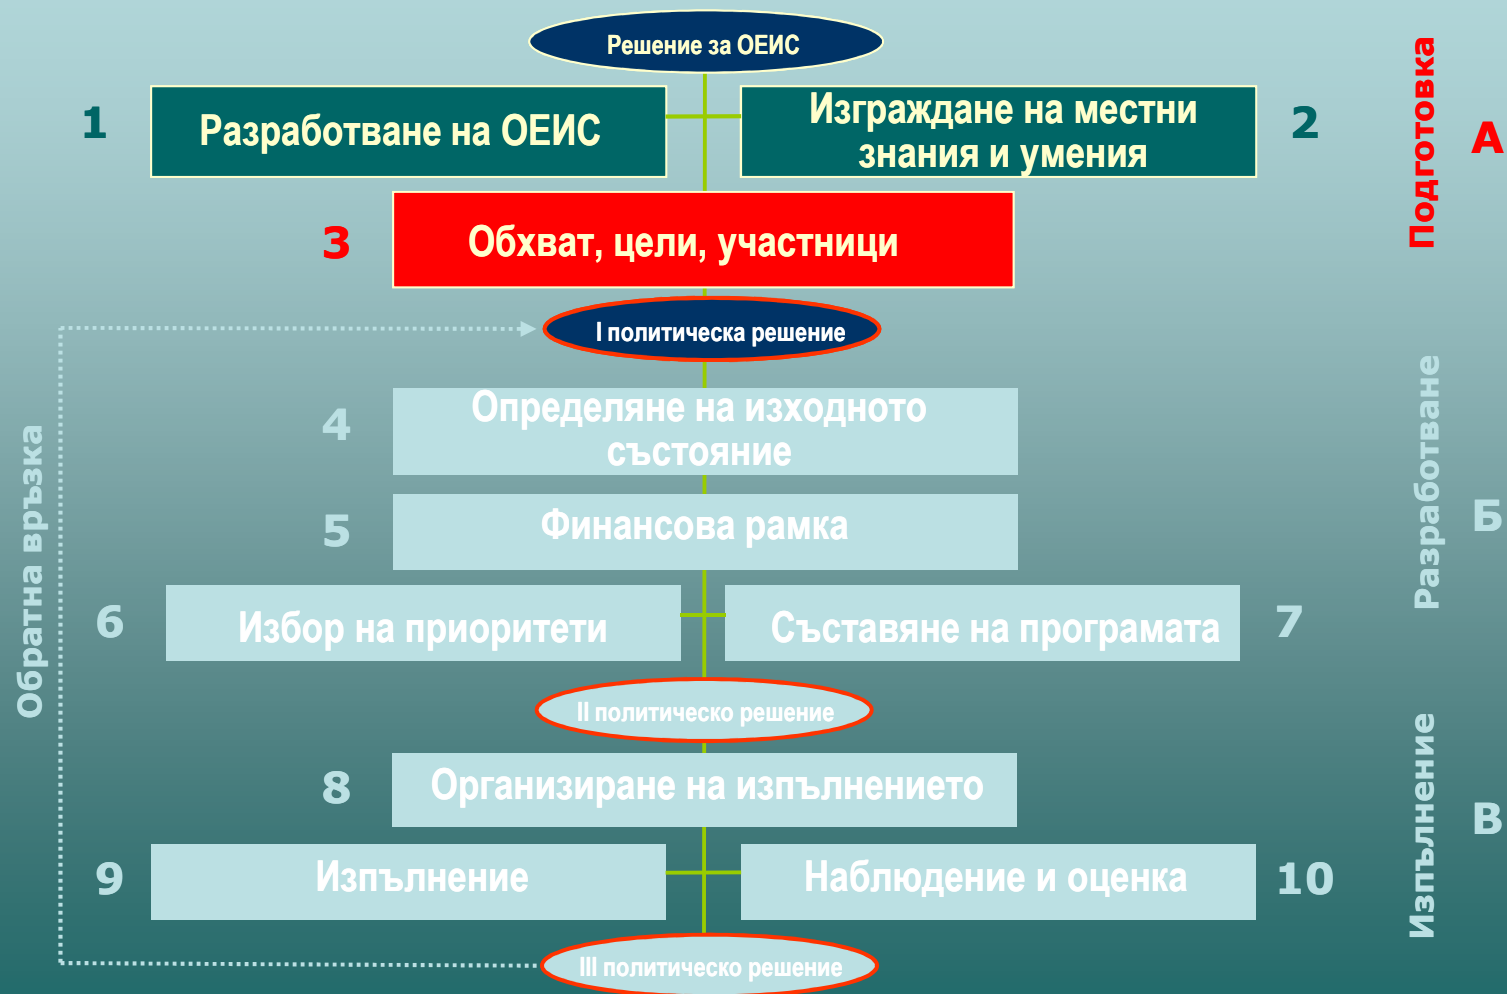 Решение за ОЕИС
1
Разработване на ОЕИС
Изграждане на местни
знания и умения
2
Подготовка
А
3
Обхват, цели, участници
I политическа решение
4
Определяне на изходното
състояние
5
Финансова рамка
Разработване
Б
Обратна връзка
6
Избор на приоритети
Съставяне на програмата
7
II политическо решение
8
Организиране на изпълнението
Изпълнение
В
9
Изпълнение
Наблюдение и оценка
10
III политическо решение